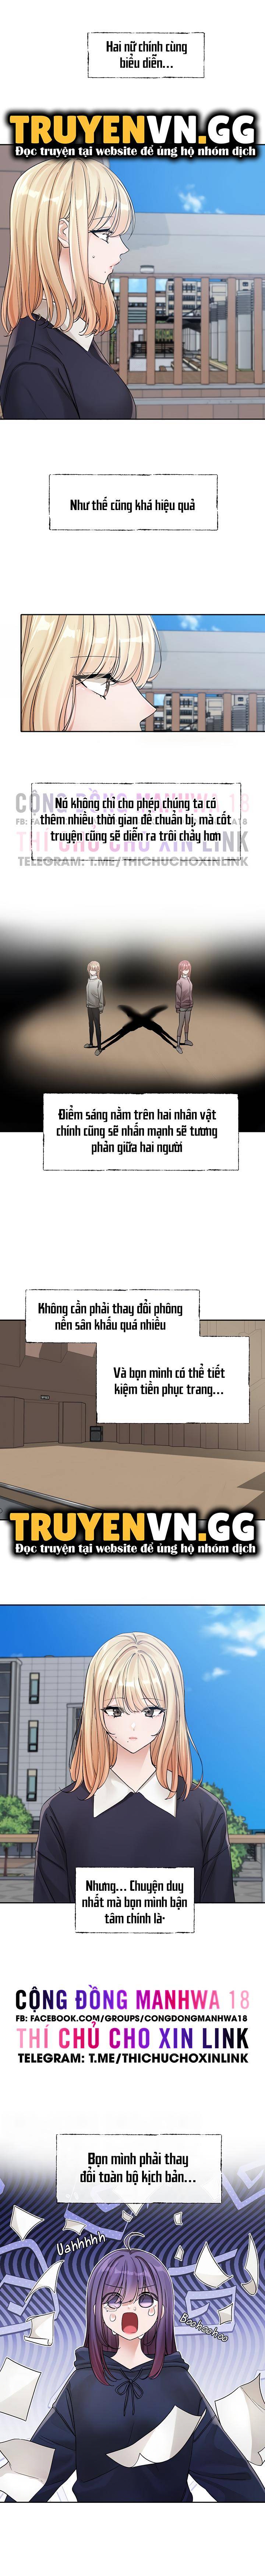 Hai nữ chính cùng
biểu diễn...
TRUYENVN.GG
Đọc truyện tại website để ủng hộ nhóm dịch
Như thế cũng khá hiệu quả
CỘNG ĐỒNG MANHWA 18
Nó không chỉ cho phép chúng ta có
thêm nhiều thời gian để chuẩn bị, mà cốt
truyện cũng sẽ diễn ra trôi chảy hơn
THÍ CHỦ CHO XIN LINK
TELEGRAM: T.ME/THICHUCHOXINLINK
Điểm sáng nằm trên hai nhân vật
chính cũng sẽ nhấn mạnh sẽ tương
phản giữa hai người
Không cần phải thay đổi phông
nền sân khấu quá nhiều
Và bọn mình có thể tiết
kiệm tiền phục trang...
TRUYENVN.GG
Đọc truyện tại website để ủng hộ nhóm dịch
Nhưng... Chuyện duy
nhất mà bọn mình bận
tâm chính là-
CỘNG ĐỒNG MANHWA 18
FB: FACEBOOK.COM/GROUPS/CONGDONGMANHWA18
THÍ CHỦ CHO XIN LINK
TELEGRAM: T.ME/THICHUCHOXINLINK
Bọn mình phải thay
đổi toàn bộ kịch bản...
Uahhhhh
Boohoohoo